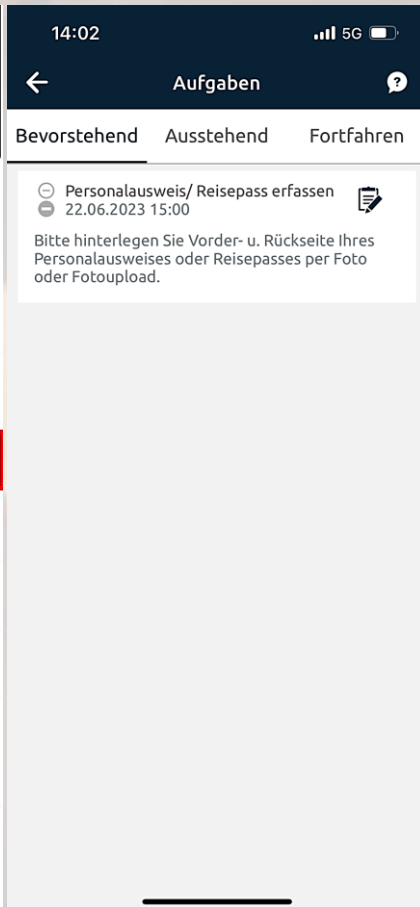 14:02 5G
Aufgaben ?
Bevorstehend Ausstehend Fortfahren
Personalausweis/ Reisepass erfassen
22.06.2023 15:00
Bitte hinterlegen Sie Vorder- u. Rückseite Ihres
Personalausweises oder Reisepasses per Foto
oder Fotoupload.